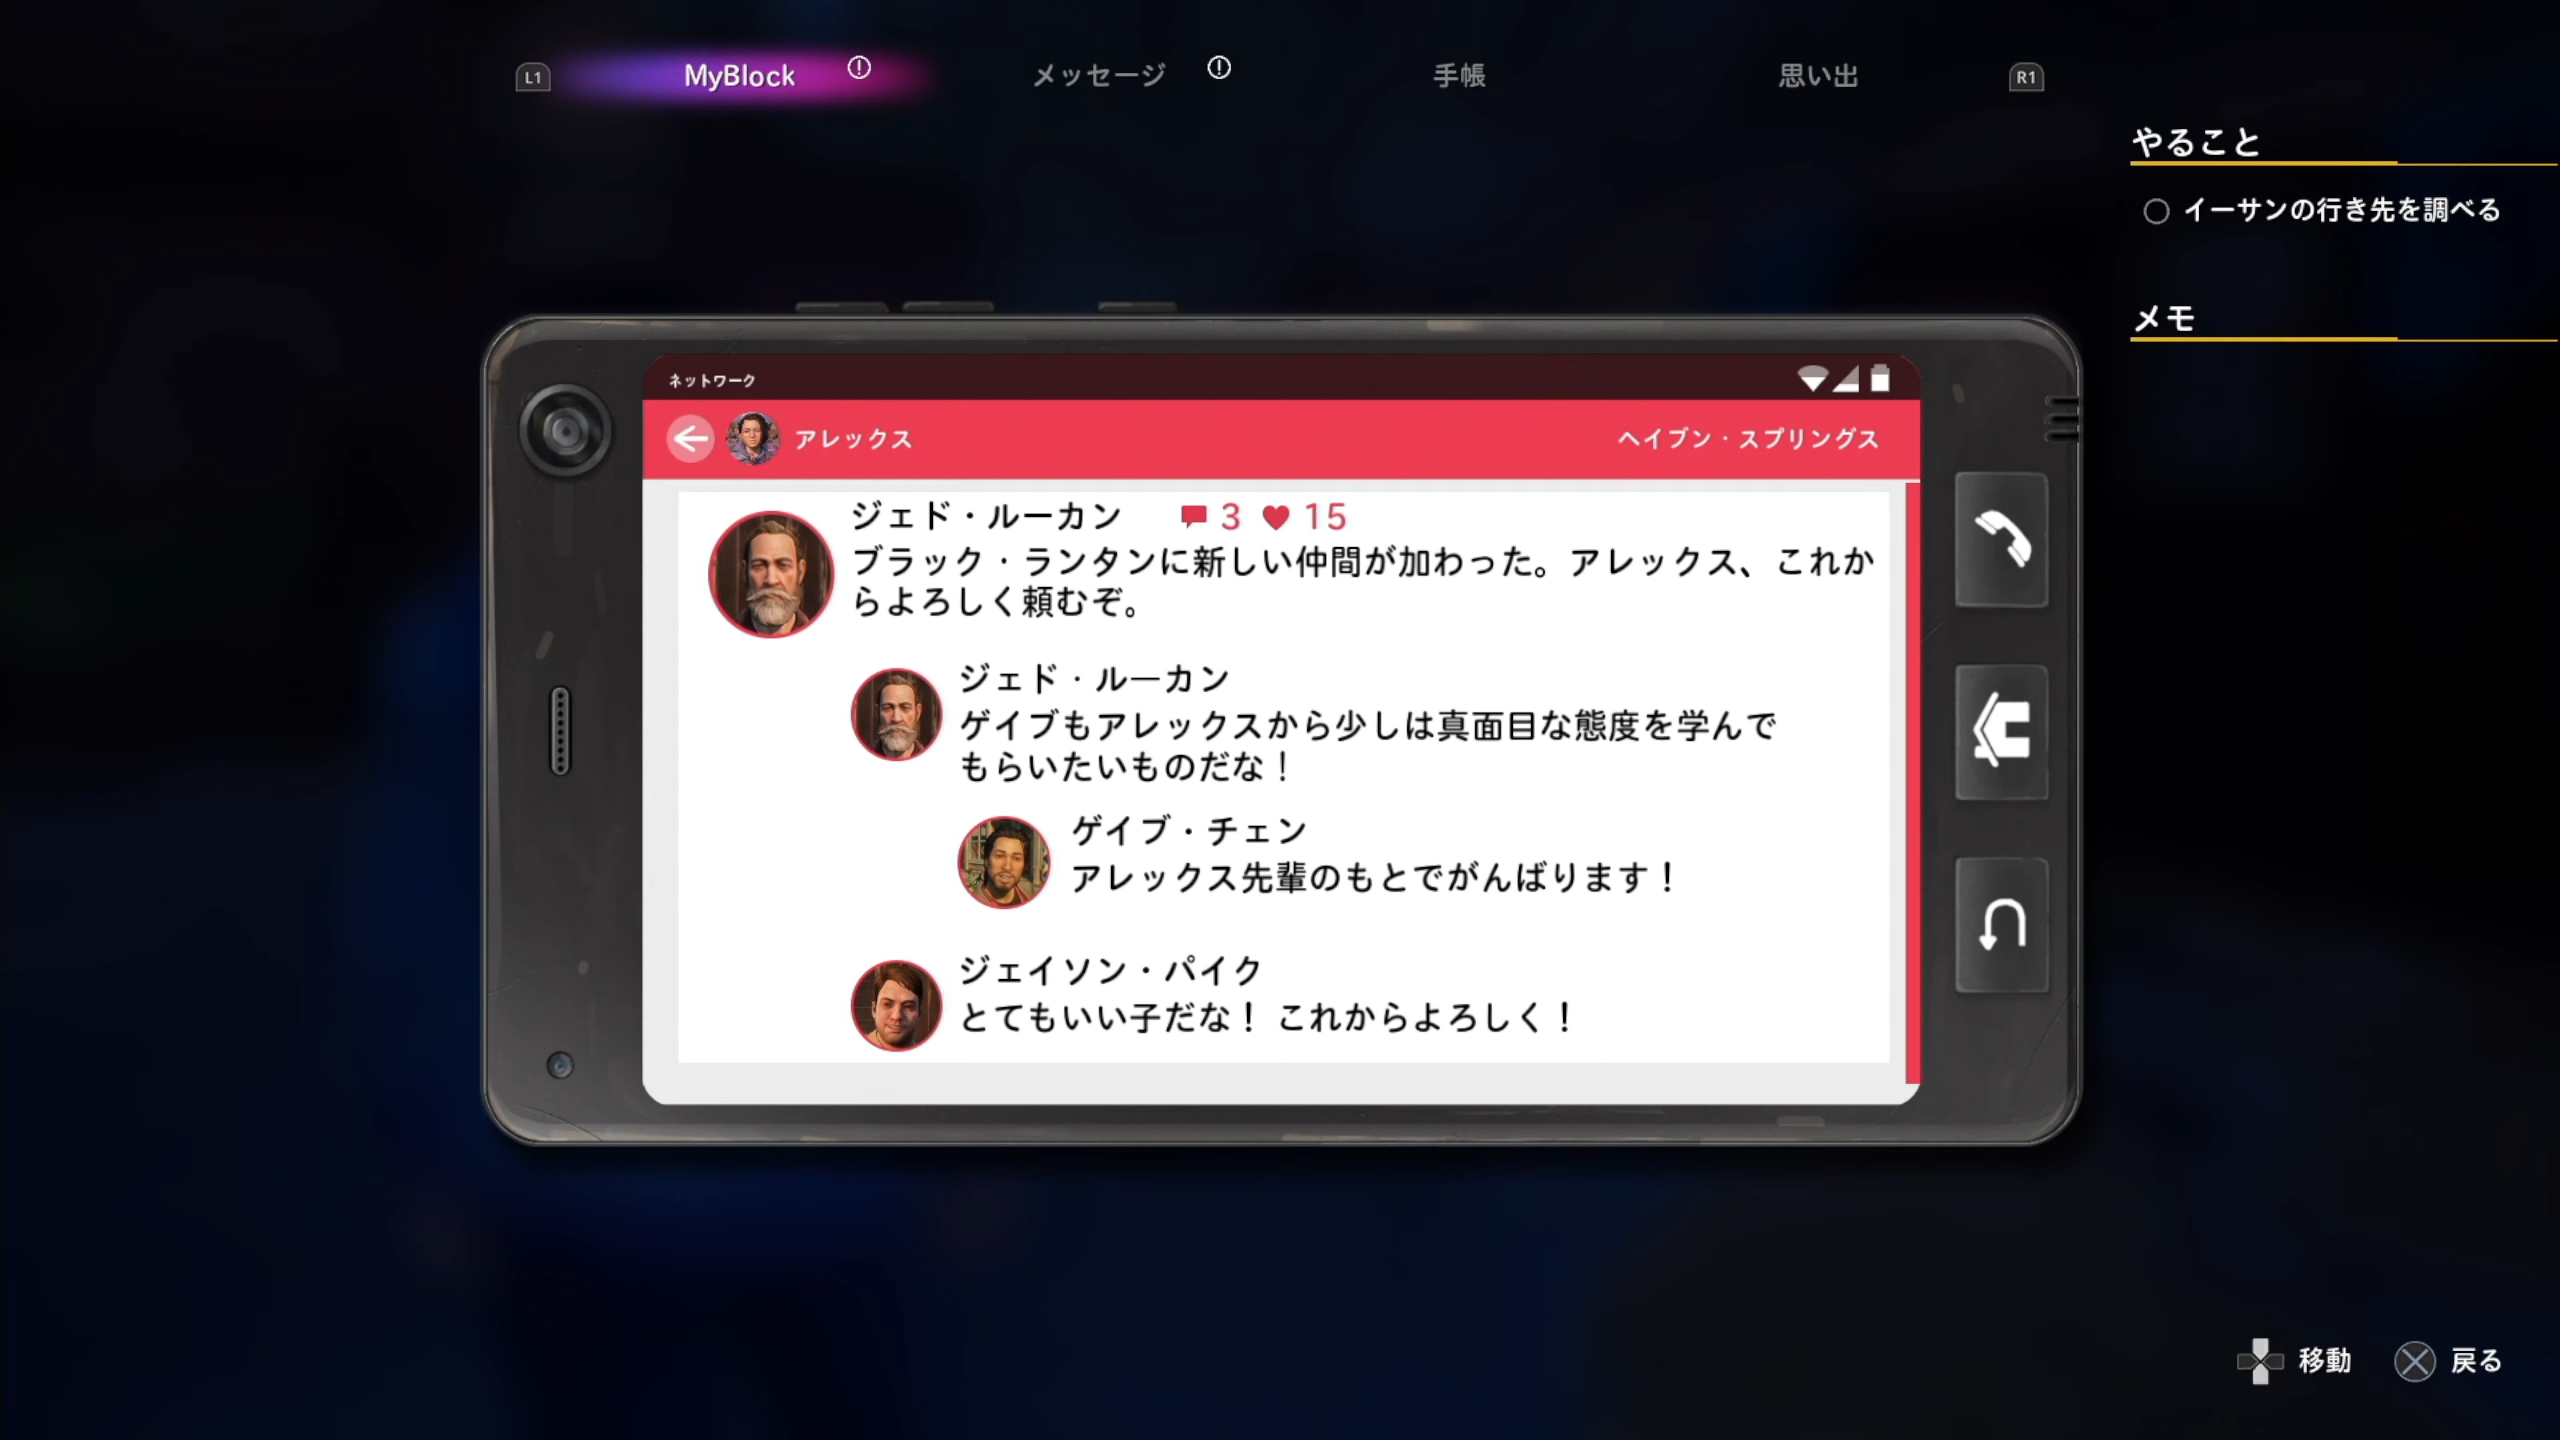 L1
MyBlock
メッセージ
手帳
思い出
R1
やること
イーサンの行き先を調べる
メモ
ネットワーク
アレックス
ヘイブン・スプリングス
ジェド・ルーカン 3 15
ブラック・ランタンに新しい仲間が加わった。アレックス、これか
らよろしく頼むぞ。
ジェド・ルーカン
ゲイブもアレックスから少しは真面目な態度を学んで
もらいたいものだな！
ゲイブ・チェン
アレックス先輩のもとでがんばります！
ジェイソン・パイク
とてもいい子だな！ これからよろしく！
移動
戻る